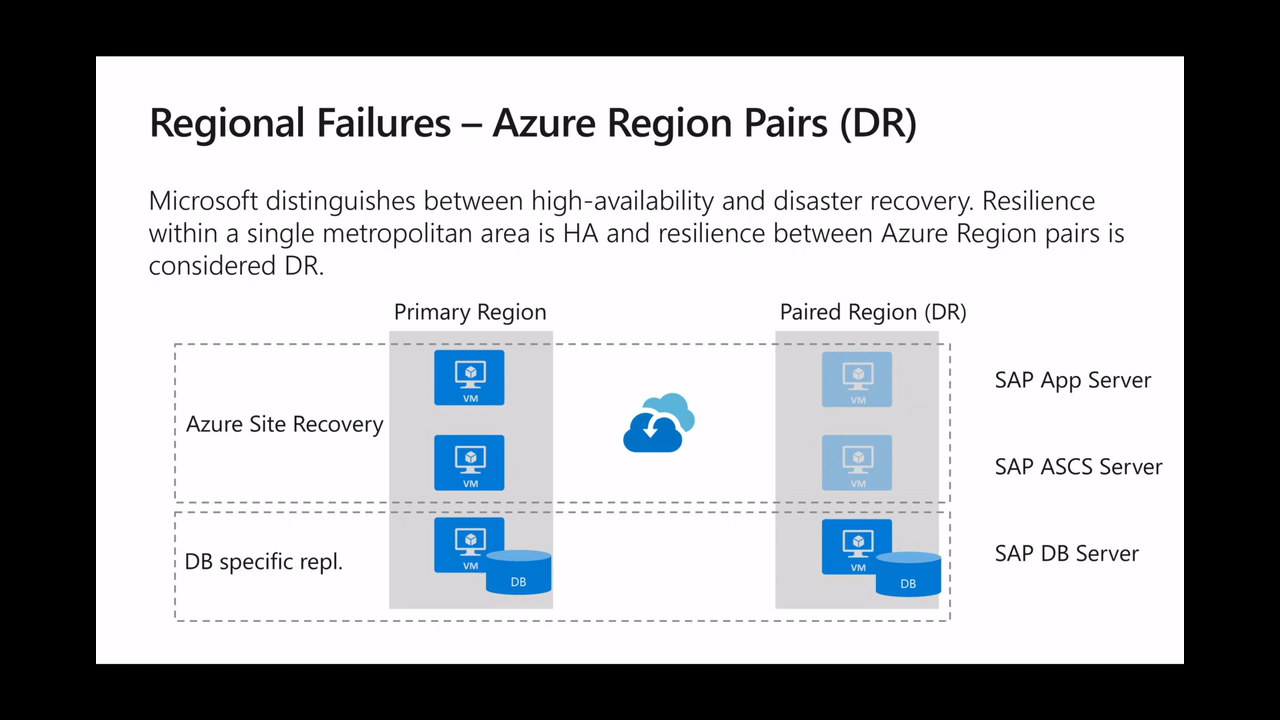 Regional Failures – Azure Region Pairs (DR)
Microsoft distinguishes between high-availability and disaster recovery. Resilience
within a single metropolitan area is HA and resilience between Azure Region pairs is
considered DR.
Primary Region
Paired Region (DR)
VM
VM
SAP App Server
Azure Site Recovery
VM
VM
SAP ASCS Server
DB specific repl.
VM
DB
VM
DB
SAP DB Server